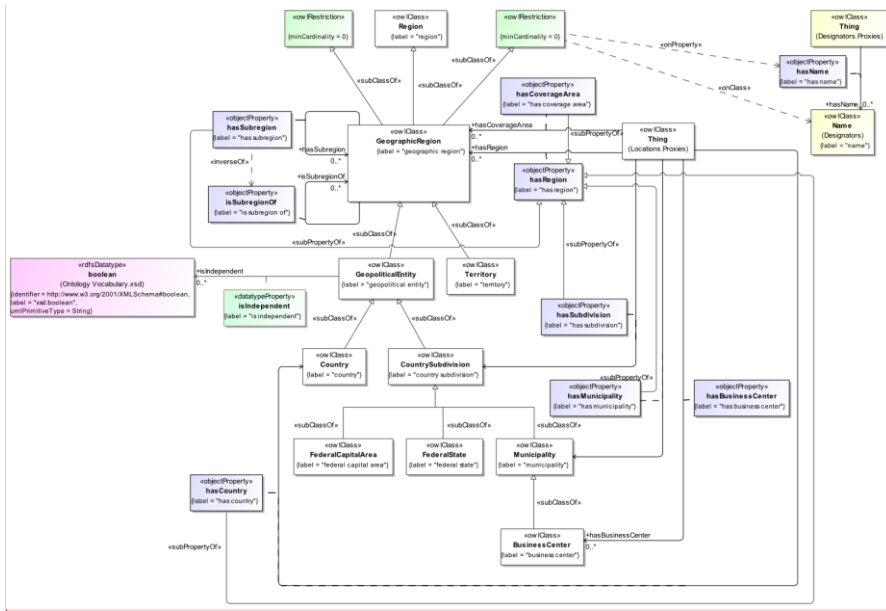 «owlRestriction»
{minCardinality = 0}
«owlClass»
Region
{label = "region"}
«owlRestriction»
{minCardinality = 0}
«owlClass»
Thing
(Designators.Proxies)
«onProperty»
«objectProperty»
hasName
{label = "has name"}
«subClassOf»
«subClassOf»
«subClassOf»
«objectProperty»
hasCoverageArea
{label = "has coverage area"}
«onClass»
+hasName
0..*
«owlClass»
Name
(Designators)
{label = "name"}
«objectProperty»
hasSubregion
{label = "has subregion"}
+hasSubregion
0..*
«owlClass»
GeographicRegion
{label = "geographic region"}
+hasCoverageArea
0..*
«subPropertyOf»
+hasRegion
0..*
«owlClass»
Thing
(Locations.Proxies)
«inverseOf»
+isSubregionOf
0..*
«objectProperty»
hasRegion
{label = "has region"}
«objectProperty»
isSubregionOf
{label = "is subregion of"}
«subPropertyOf»
«subClassOf»
«subClassOf»
«subPropertyOf»
«rdfsDatatype»
boolean
(Ontology Vocabulary.xsd)
{identifier = http://www.w3.org/2001/XMLSchema#boolean,
label = "xsd:boolean",
umlPrimitiveType = String}
+isIndependent
0..*
«owlClass»
GeopoliticalEntity
{label = "geopolitical entity"}
«owlClass»
Territory
{label = "territory"}
«datatypeProperty»
isIndependent
{label = "is independent"}
«objectProperty»
hasSubdivision
{label = "has subdivision"}
«subClassOf»
«subClassOf»
«owlClass»
Country
{label = "country"}
«owlClass»
CountrySubdivision
{label = "country subdivision"}
«subPropertyOf»
«objectProperty»
hasMunicipality
{label = "has municipality"}
«objectProperty»
hasBusinessCenter
{label = "has business center"}
«subClassOf»
«subClassOf»
«subClassOf»
«owlClass»
FederalCapitalArea
{label = "federal capital area"}
«owlClass»
FederalState
{label = "federal state"}
«owlClass»
Municipality
{label = "municipality"}
«objectProperty»
hasCountry
{label = "has country"}
«subClassOf»
«subPropertyOf»
«owlClass»
BusinessCenter
{label = "business center"}
+hasBusinessCenter
0..*